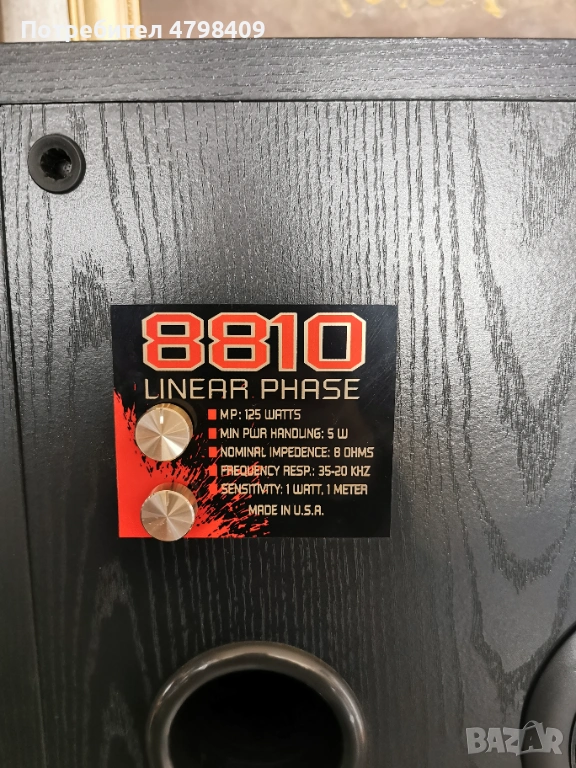 Потребител 4798409
8810
LINEAR PHASE
MP: 125 WATTS
MIN PWR HANDLING: 5 W
NOMINAL IMPEDENCE: 8 OHMS
FREQUENCY RESP.: 35-20 KHZ
SENSITIVITY: 1 WATT, 1 METER
MADE IN U.S.A.
BAZAR